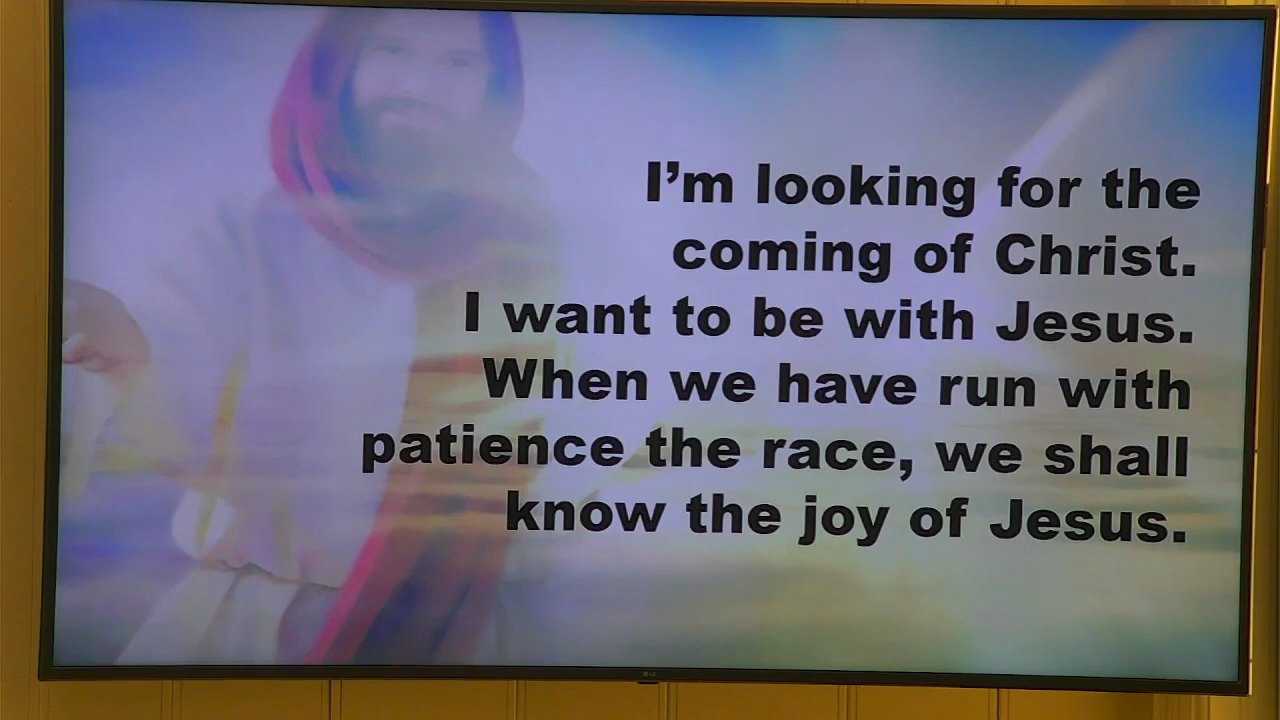 I’m looking for the
coming of Christ.
I want to be with Jesus.
When we have run with
patience the race, we shall
know the joy of Jesus.
LG